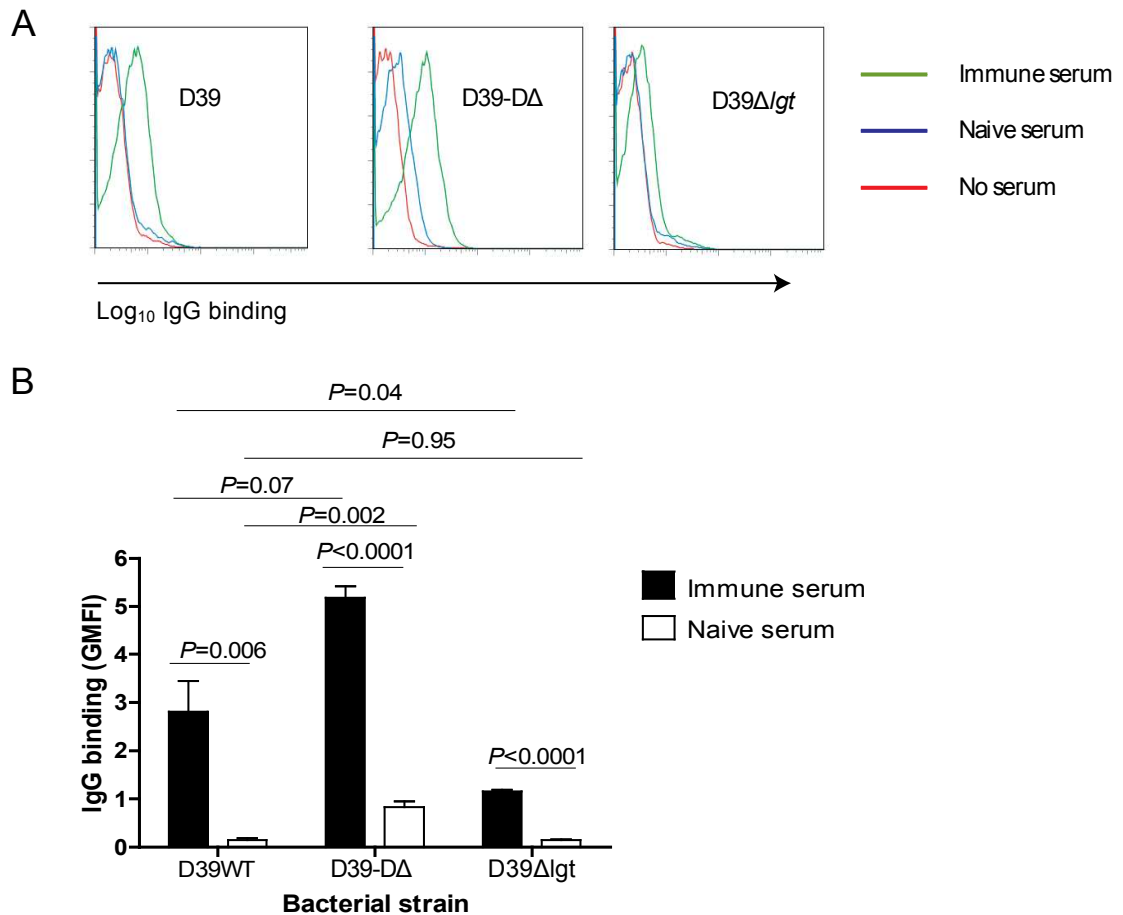 A
D39
D39-DΔ
D39Δlgt
Immune serum
Naive serum
No serum
Log₁₀ IgG binding
B
P=0.04
P=0.95
P=0.07
P=0.002
P<0.0001
P=0.006
P<0.0001
6
5
4
3
2
1
0
IgG binding (GMFI)
Immune serum
Naive serum
D39WT
D39-DΔ
D39Δlgt
Bacterial strain